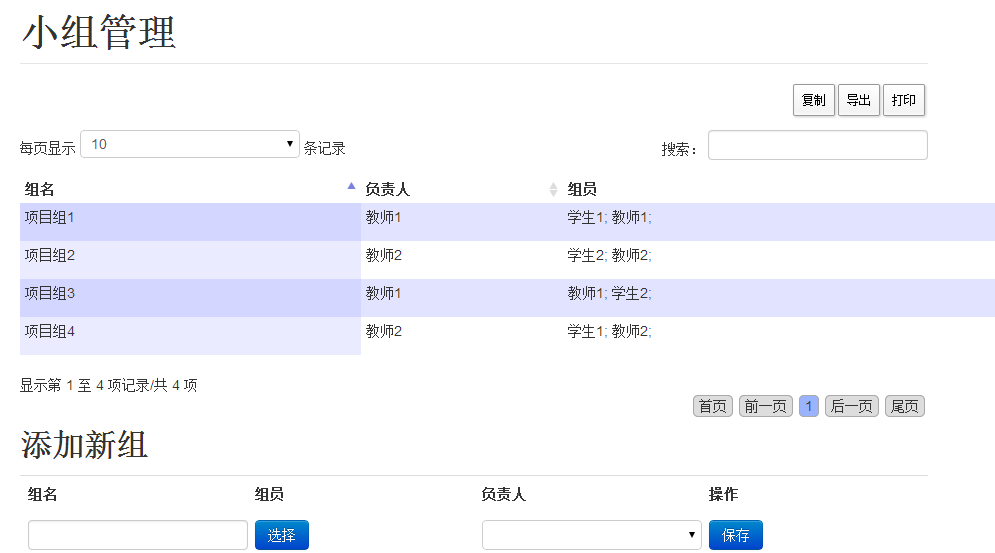 小组管理
复制 导出 打印
每页显示 10 条记录 搜索：
组名 负责人 组员
项目组1 教师1 学生1; 教师1;
项目组2 教师2 学生2; 教师2;
项目组3 教师1 教师1; 学生2;
项目组4 教师2 学生1; 教师2;
显示第 1 至 4 项记录/共 4 项
首页 前一页 1 后一页 尾页
添加新组
组名 组员 负责人 操作
选择 保存